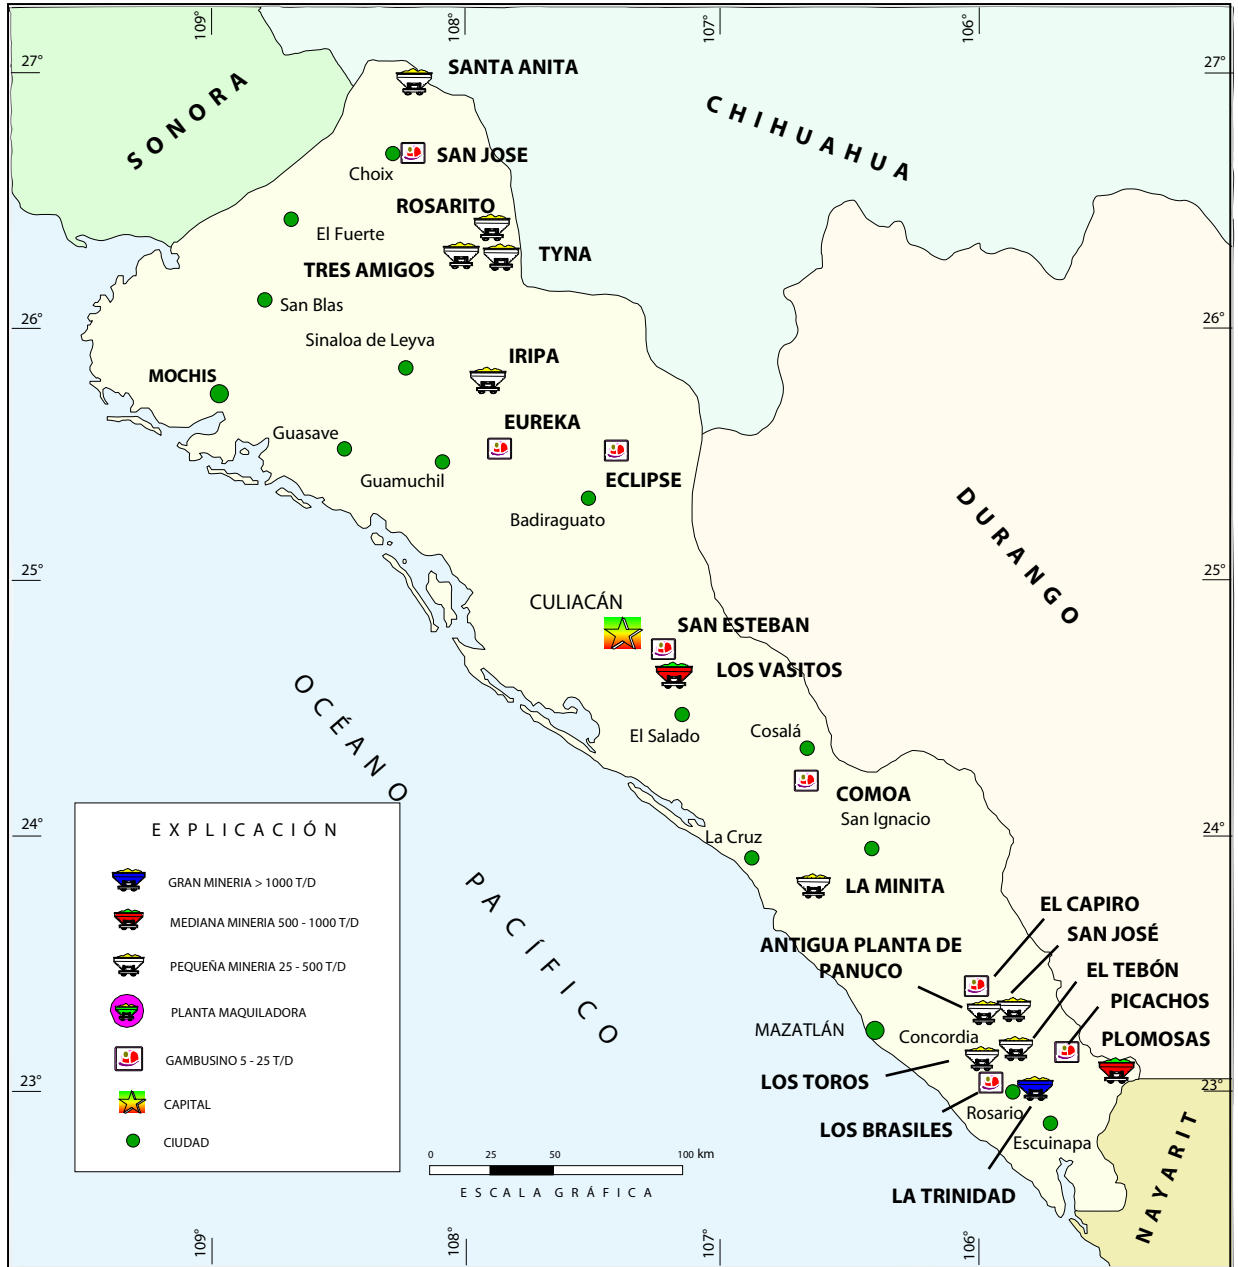 109°
108°
107°
106°
27°
27°
SANTA ANITA
SONORA
CHIHUAHUA
SAN JOSE
Choix
ROSARITO
El Fuerte
TYNA
TRES AMIGOS
San Blas
26°
26°
Sinaloa de Leyva
IRIPA
MOCHIS
EUREKA
Guasave
Guamuchil
ECLIPSE
Badiraguato
DURANGO
25°
25°
CULIACÁN
SAN ESTEBAN
LOS VASITOS
OCÉANO
El Salado
Cosalá
COMOA
San Ignacio
24°
24°
La Cruz
PACÍFICO
LA MINITA
EL CAPIRO
SAN JOSÉ
ANTIGUA PLANTA DE
PANUCO
EL TEBÓN
PICACHOS
MAZATLÁN
Concordia
PLOMOSAS
LOS TOROS
23°
23°
Rosario
LOS BRASILES
Escuinapa
NAYARIT
LA TRINIDAD
EXPLICACIÓN
GRAN MINERIA > 1000 T/D
MEDIANA MINERIA 500 - 1000 T/D
PEQUEÑA MINERIA 25 - 500 T/D
PLANTA MAQUILADORA
GAMBUSINO 5 - 25 T/D
CAPITAL
CIUDAD
0 25 50 100 km
ESCALA GRÁFICA
109°
108°
107°
106°